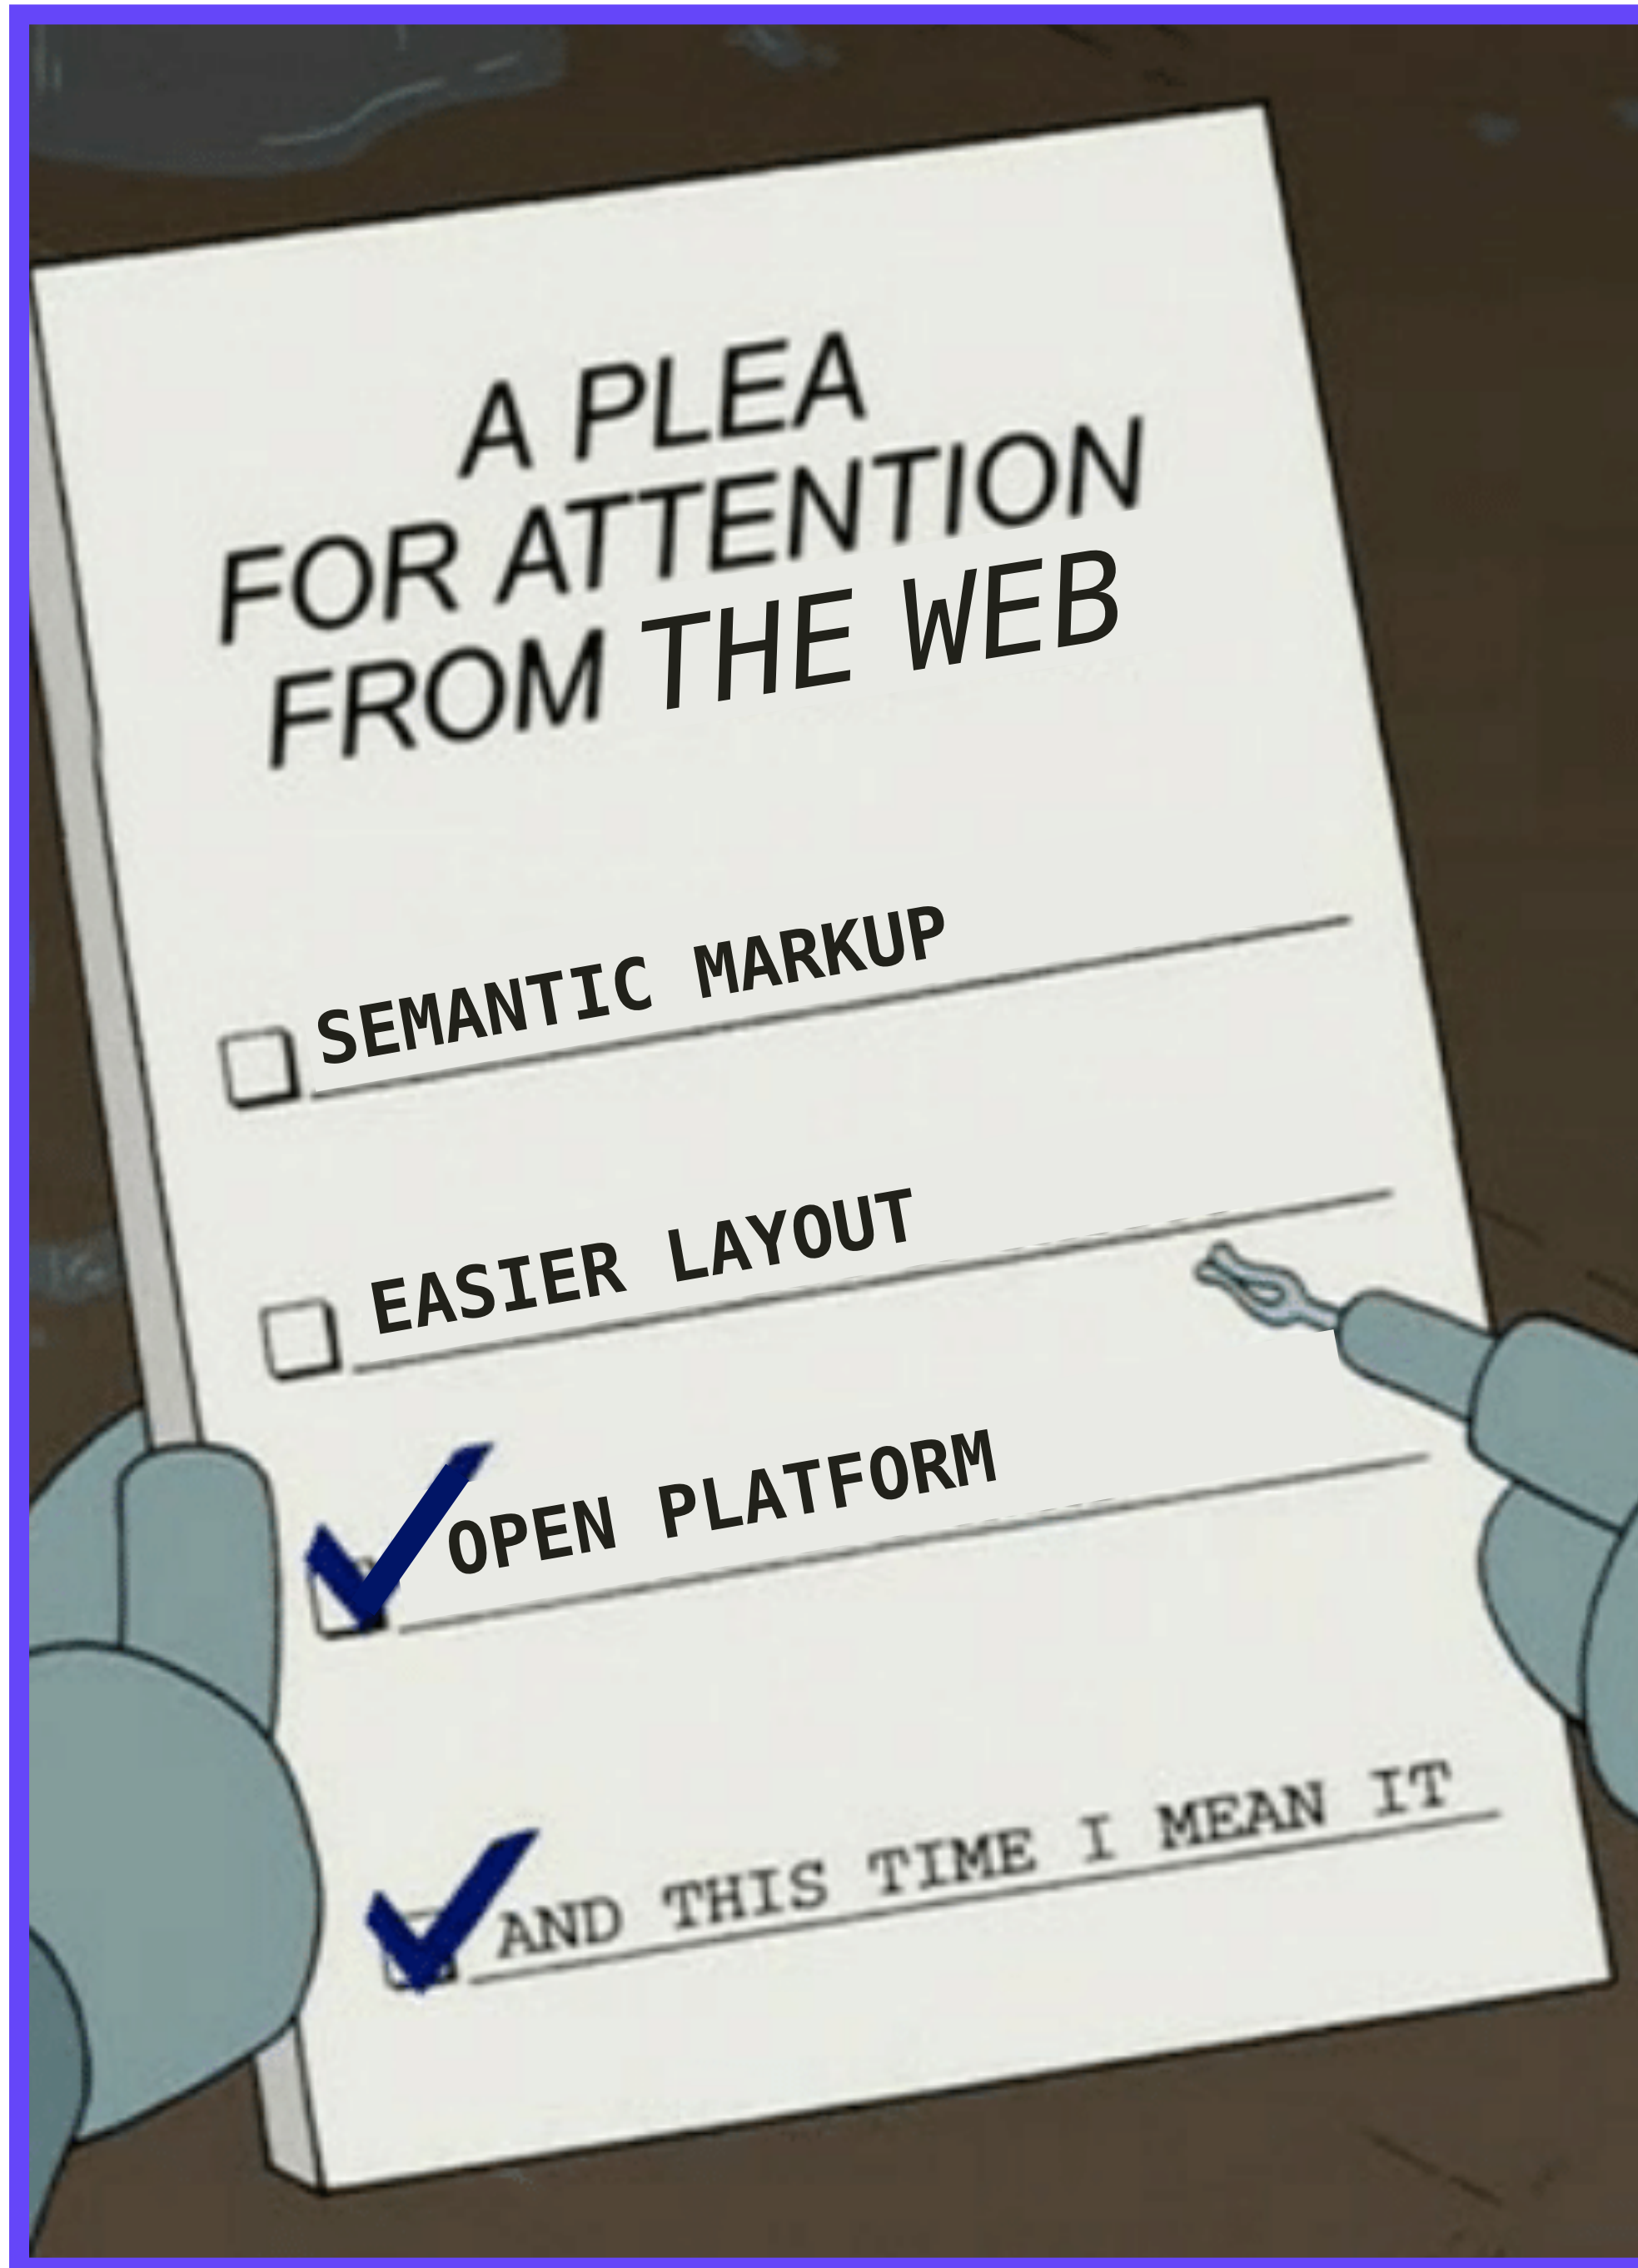 A PLEA
FOR ATTENTION
FROM THE WEB
SEMANTIC MARKUP
EASIER LAYOUT
OPEN PLATFORM
AND THIS TIME I MEAN IT